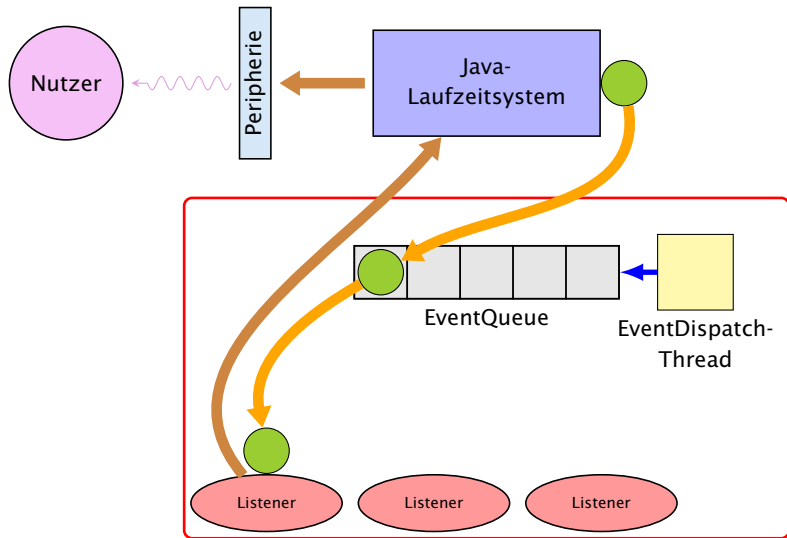 Nutzer
Peripherie
Java-
Laufzeitsystem
EventQueue
EventDispatch-
Thread
Listener
Listener
Listener